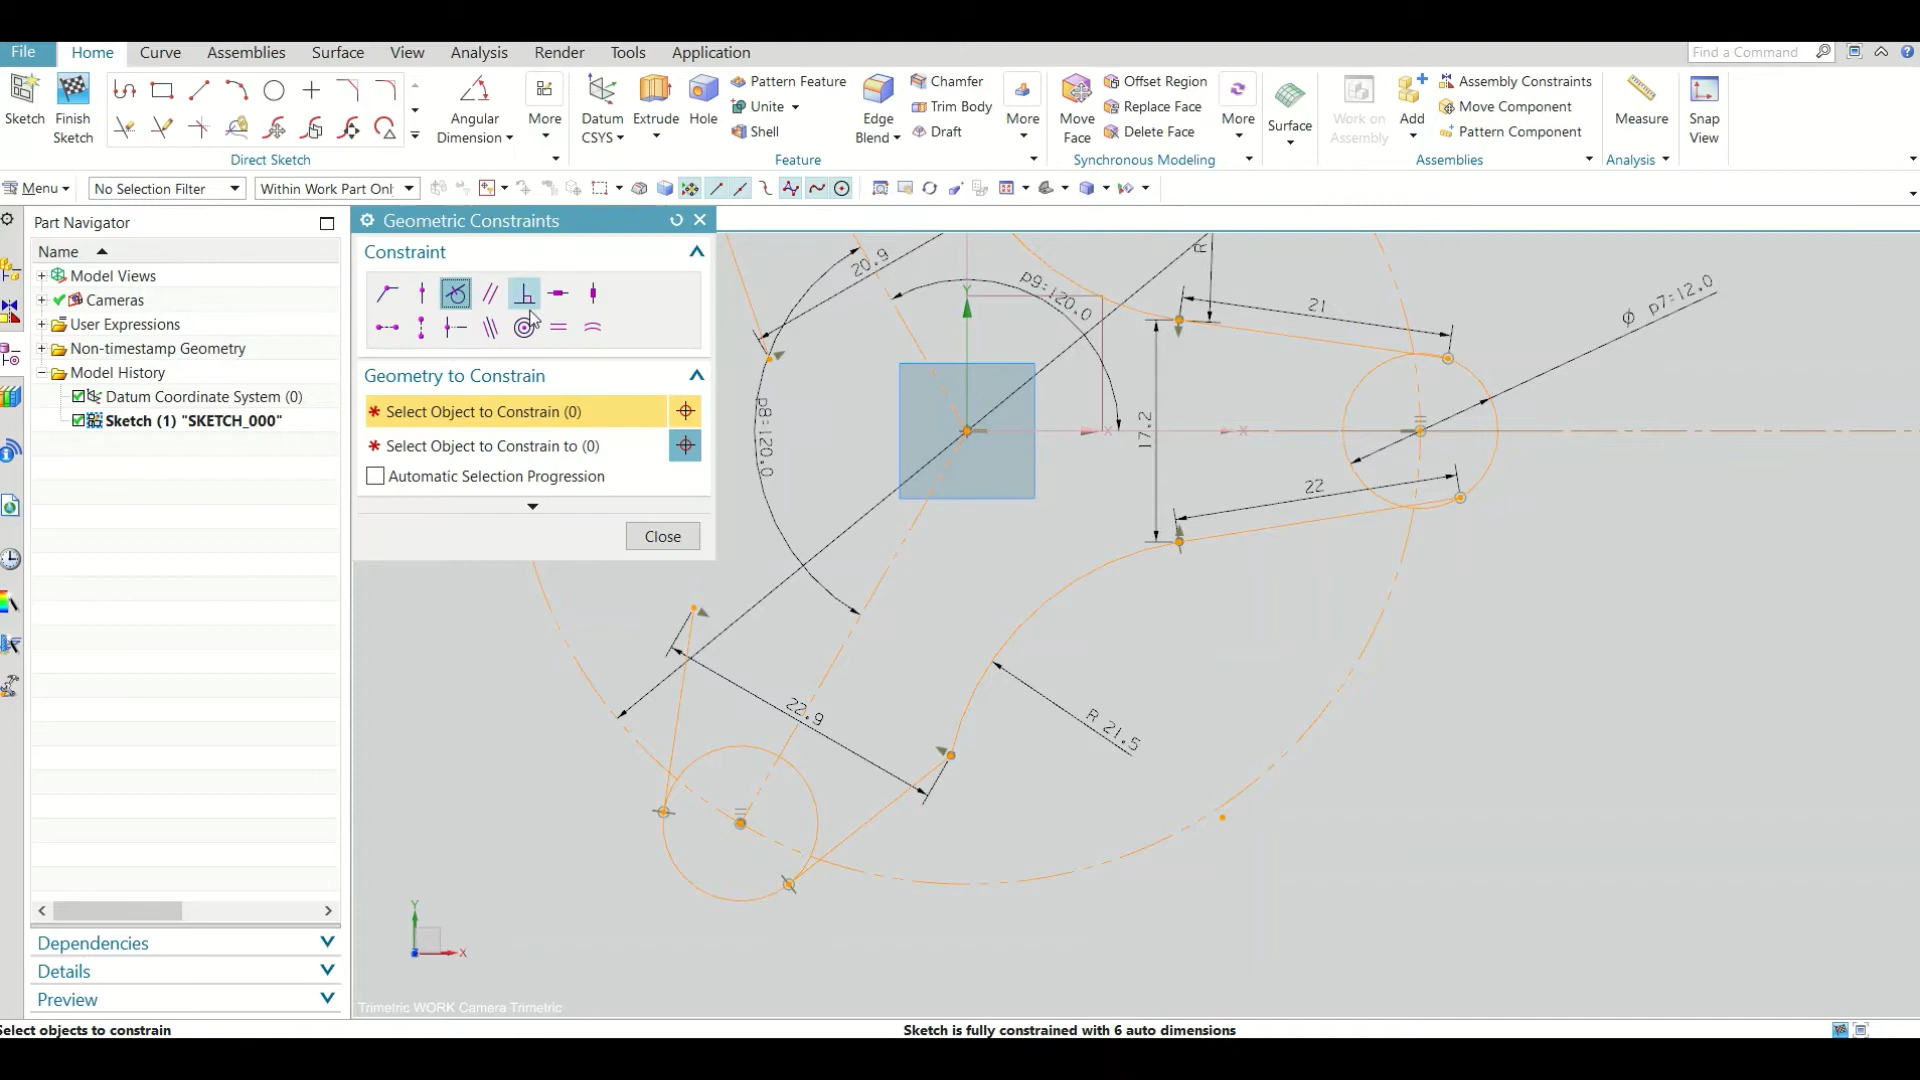 File Home Curve Assemblies Surface View Analysis Render Tools Application
Find a Command
Sketch
Finish
Sketch
Direct Sketch
Angular
Dimension
More
Datum
CSYS
Extrude
Hole
Pattern Feature
Unite
Shell
Edge
Blend
Chamfer
Trim Body
Draft
More
Feature
Move
Face
Offset Region
Replace Face
Delete Face
More
Synchronous Modeling
Surface
Work on
Assembly
Add
Assembly Constraints
Move Component
Pattern Component
Assemblies
Measure
Analysis
Snap
View
Menu
No Selection Filter
Within Work Part Onl
Part Navigator
Name
Model Views
Cameras
User Expressions
Non-timestamp Geometry
Model History
Datum Coordinate System (0)
Sketch (1) "SKETCH_000"
Dependencies
Details
Preview
Geometric Constraints
Constraint
Geometry to Constrain
* Select Object to Constrain (0)
* Select Object to Constrain to (0)
Automatic Selection Progression
Close
20.9
p9=120.0
R
21
Φ p7=12.0
Y
X
X
p8=120.0
17.2
22
22.9
R 21.5
Y
X
Trimetric WORK Camera Trimetric
Select objects to constrain
Sketch is fully constrained with 6 auto dimensions